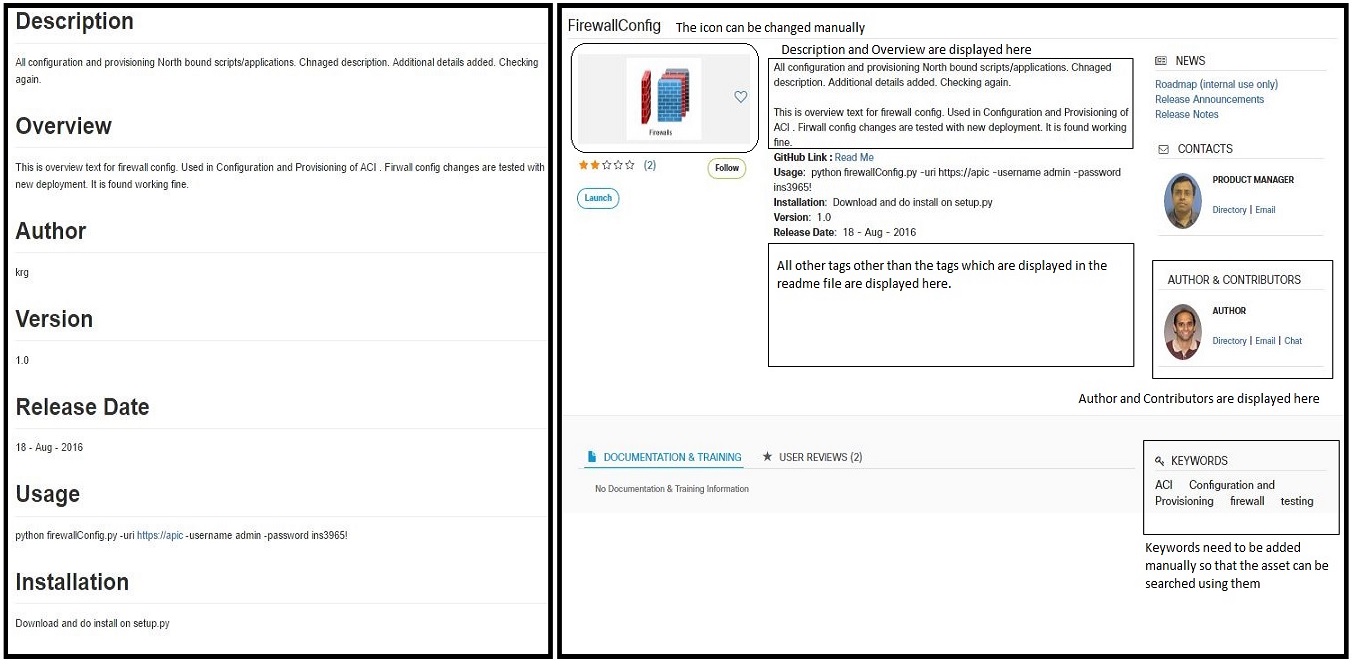 Description
All configuration and provisioning North bound scripts/applications. Chnaged description. Additional details added. Checking
again.
Overview
This is overview text for firewall config. Used in Configuration and Provisioning of ACI . Firwall config changes are tested with
new deployment. It is found working fine.
Author
krg
Version
1.0
Release Date
18 - Aug - 2016
Usage
python firewallConfig.py -uri https://apic -username admin -password ins3965!
Installation
Download and do install on setup.py
FirewallConfig
The icon can be changed manually
Firewalls
(2)
Follow
Launch
Description and Overview are displayed here
All configuration and provisioning North bound scripts/applications. Chnaged
description. Additional details added. Checking again.
This is overview text for firewall config. Used in Configuration and Provisioning of
ACI . Firwall config changes are tested with new deployment. It is found working
fine.
GitHub Link : Read Me
Usage: python firewallConfig.py -uri https://apic -username admin -password
ins3965!
Installation: Download and do install on setup.py
Version: 1.0
Release Date: 18 - Aug - 2016
All other tags other than the tags which are displayed in the
readme file are displayed here.
NEWS
Roadmap (internal use only)
Release Announcements
Release Notes
CONTACTS
PRODUCT MANAGER
Directory | Email
AUTHOR & CONTRIBUTORS
AUTHOR
Directory | Email | Chat
Author and Contributors are displayed here
DOCUMENTATION & TRAINING
USER REVIEWS (2)
No Documentation & Training Information
KEYWORDS
ACI Configuration and
Provisioning firewall testing
Keywords need to be added
manually so that the asset can be
searched using them